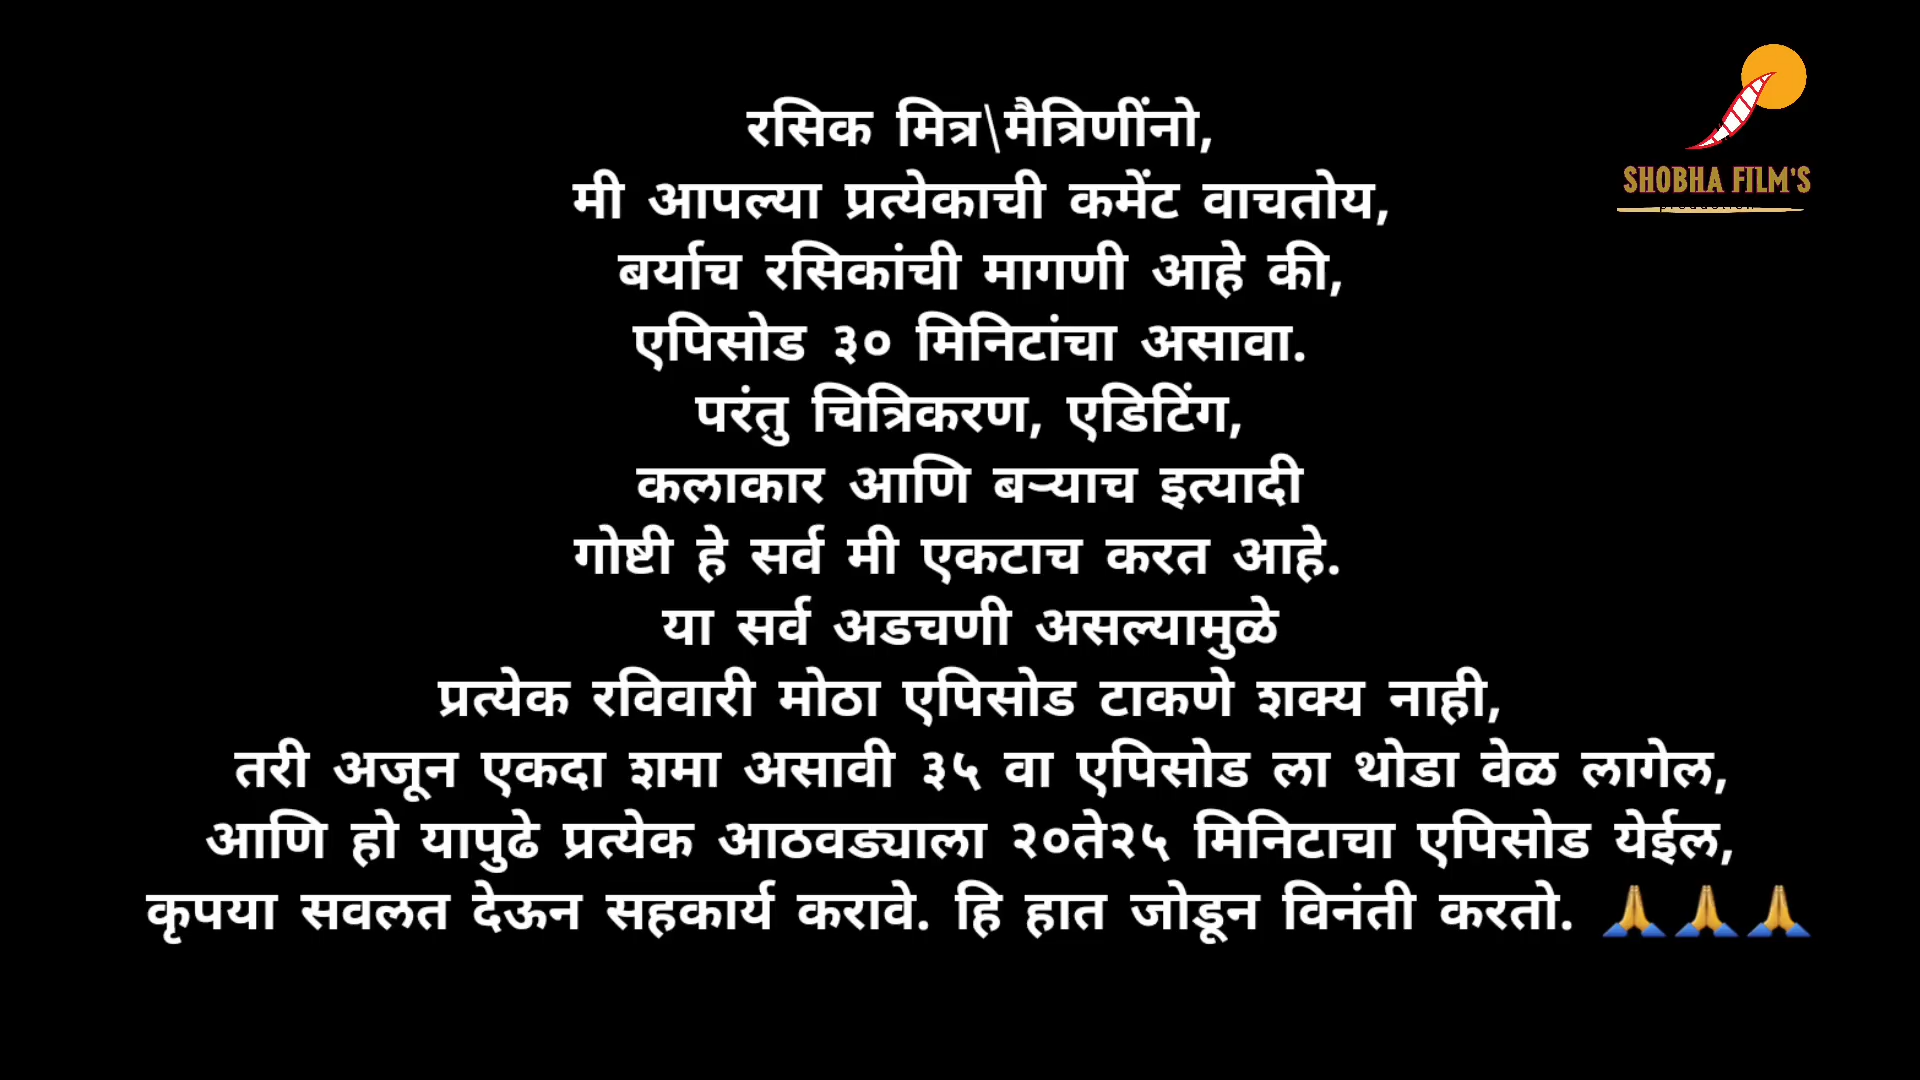 रसिक मित्र\मैत्रिणींनो,
मी आपल्या प्रत्येकाची कमेंट वाचतोय,
बर्याच रसिकांची मागणी आहे की,
एपिसोड ३० मिनिटांचा असावा.
परंतु चित्रिकरण, एडिटिंग,
कलाकार आणि बऱ्याच इत्यादी
गोष्टी हे सर्व मी एकटाच करत आहे.
या सर्व अडचणी असल्यामुळे
प्रत्येक रविवारी मोठा एपिसोड टाकणे शक्य नाही,
तरी अजून एकदा शमा असावी ३५ वा एपिसोड ला थोडा वेळ लागेल,
आणि हो यापुढे प्रत्येक आठवड्याला २०ते२५ मिनिटाचा एपिसोड येईल,
कृपया सवलत देऊन सहकार्य करावे. हि हात जोडून विनंती करतो. 🙏🙏🙏
SHOBHA FILM'S
production